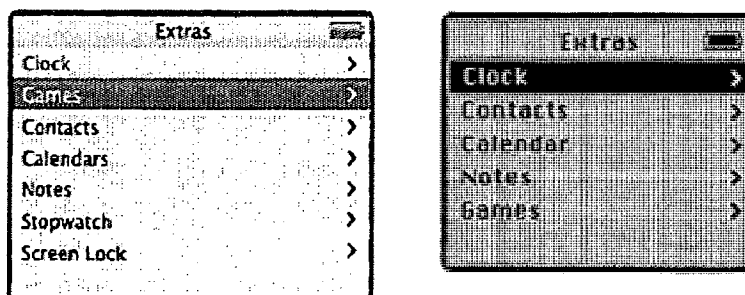 Extras
Clock >
Games >
Contacts >
Calendars >
Notes >
Stopwatch >
Screen Lock >
Extras
Clock >
Contacts >
Calendar >
Notes >
Games >